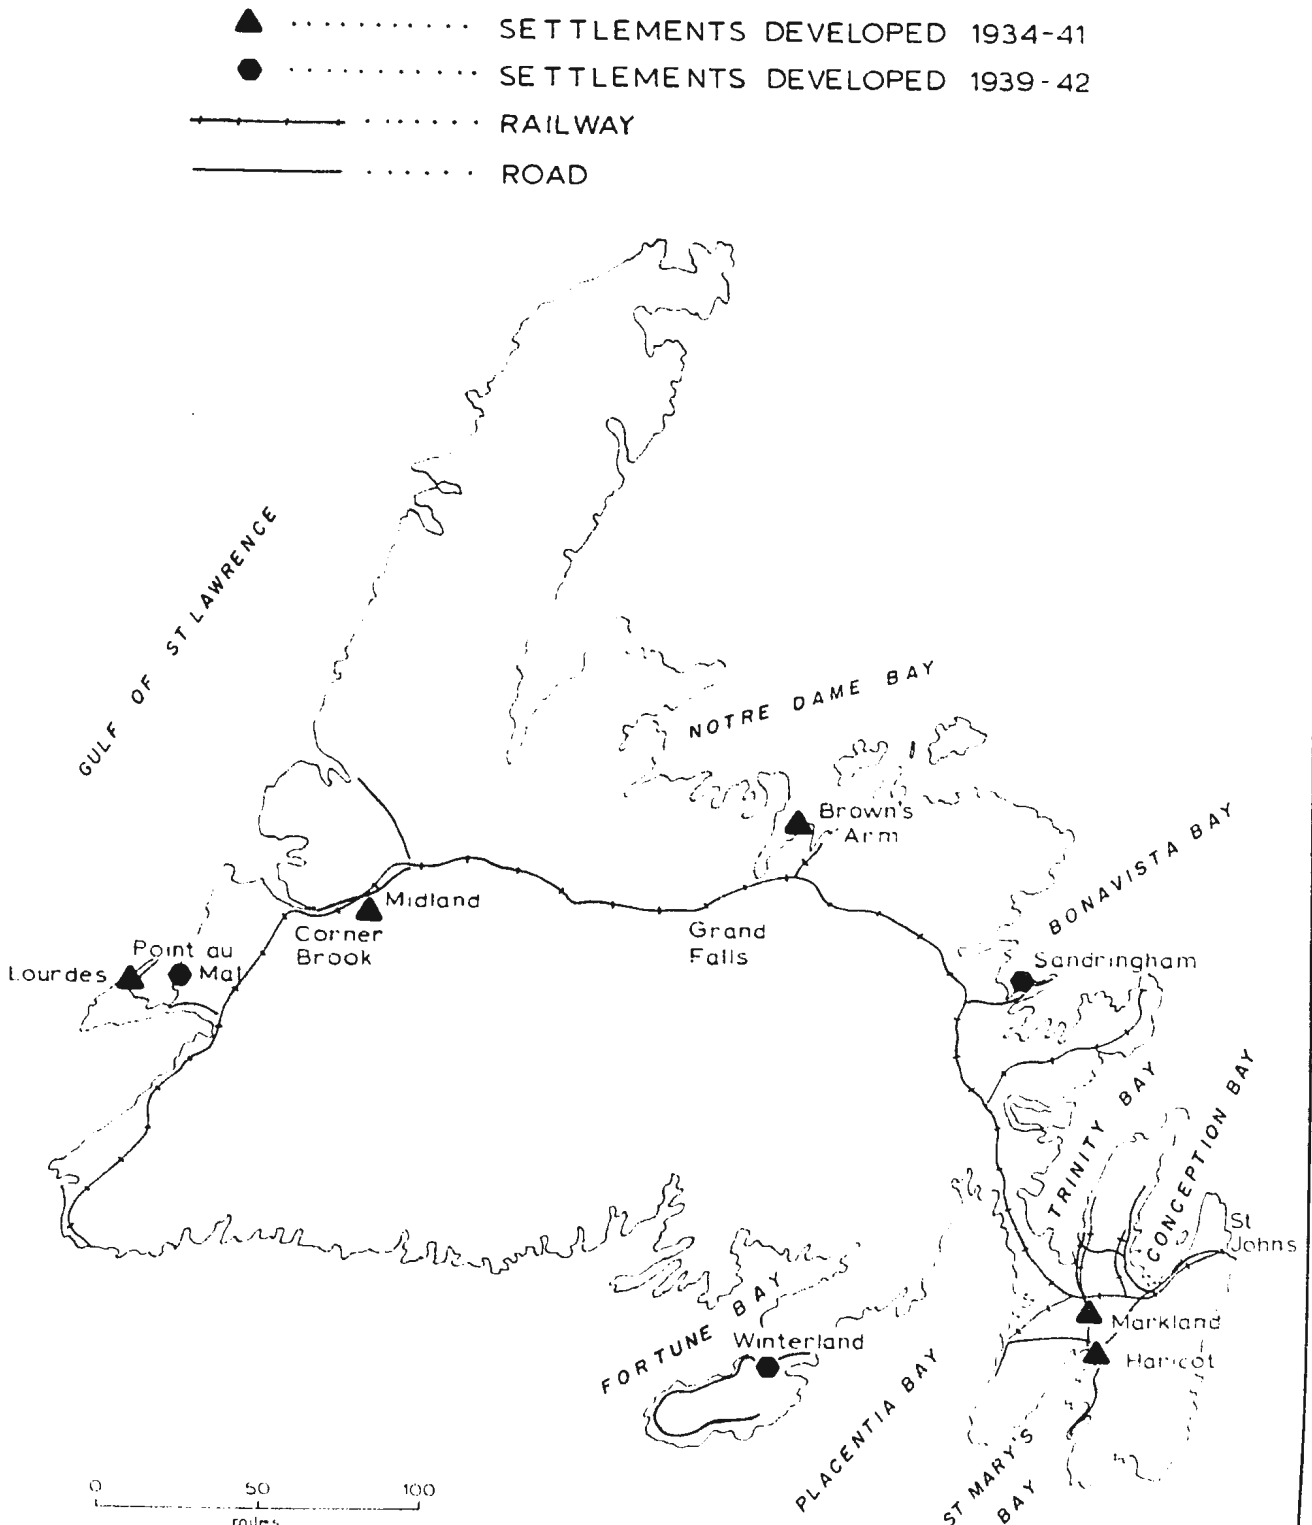 SETTLEMENTS DEVELOPED 1934-41
SETTLEMENTS DEVELOPED 1939-42
RAILWAY
ROAD
GULF OF ST LAWRENCE
NOTRE DAME BAY
Brown's
Arm
BONAVISTA BAY
Midland
Corner
Brook
Grand
Falls
Point au
Mal
Lourdes
Sandringham
TRINITY BAY
CONCEPTION BAY
St
Johns
FORTUNE BAY
Winterland
Markland
Haricot
PLACENTIA BAY
ST MARY'S
BAY
0 50 100
miles